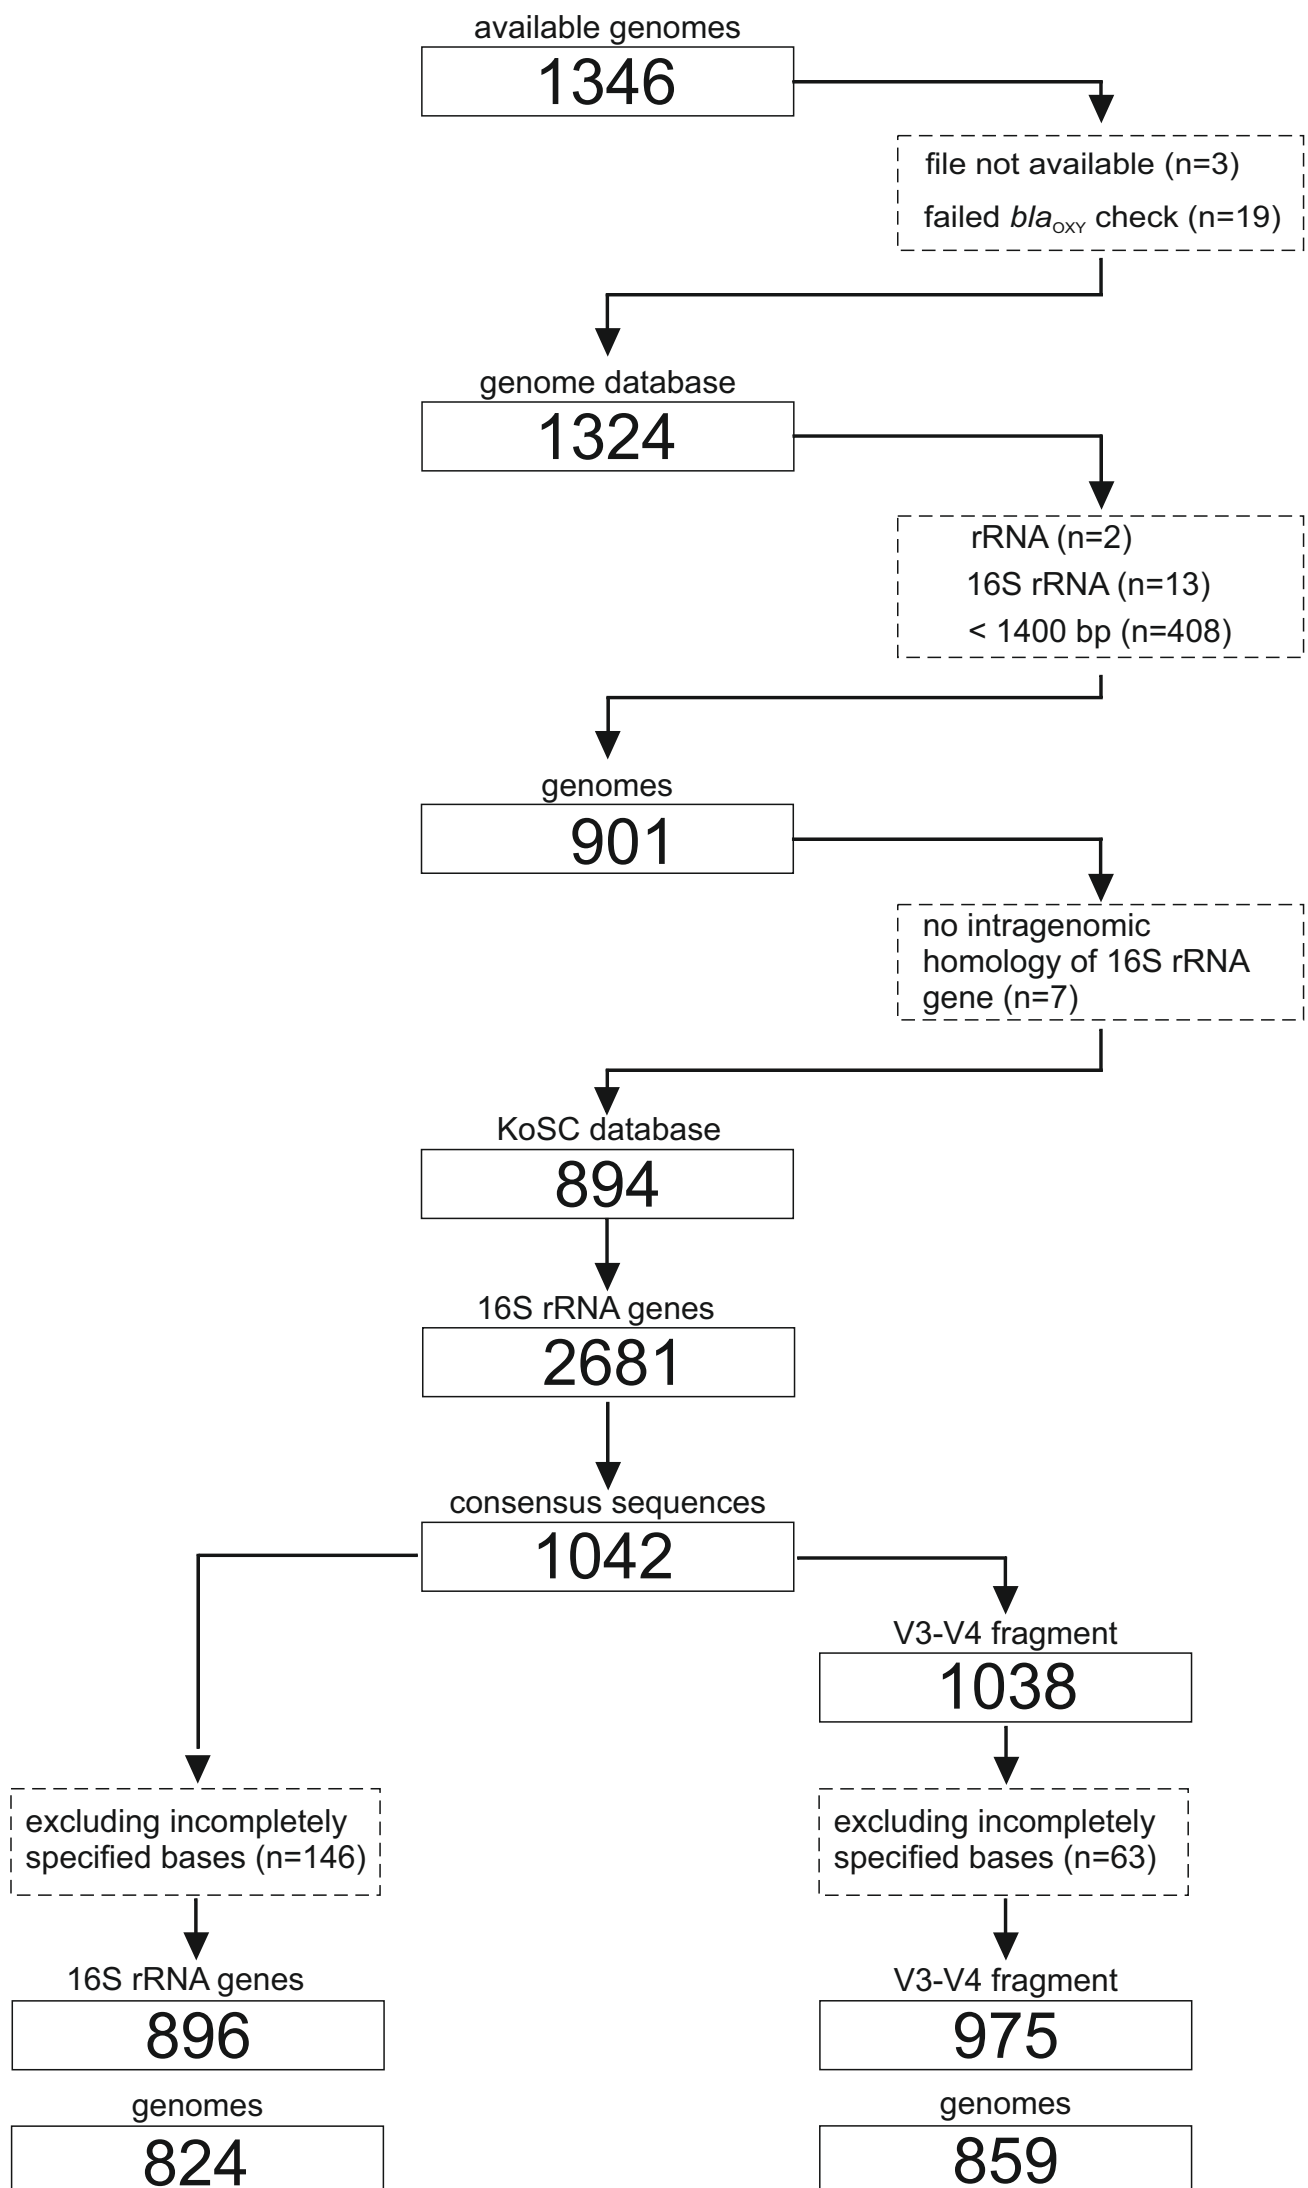 available genomes
1346
file not available (n=3)
failed blaOXY check (n=19)
genome database
1324
rRNA (n=2)
16S rRNA (n=13)
< 1400 bp (n=408)
genomes
901
no intragenomic
homology of 16S rRNA
gene (n=7)
KoSC database
894
16S rRNA genes
2681
consensus sequences
1042
V3-V4 fragment
1038
excluding incompletely
specified bases (n=146)
excluding incompletely
specified bases (n=63)
16S rRNA genes
896
V3-V4 fragment
975
genomes
824
genomes
859